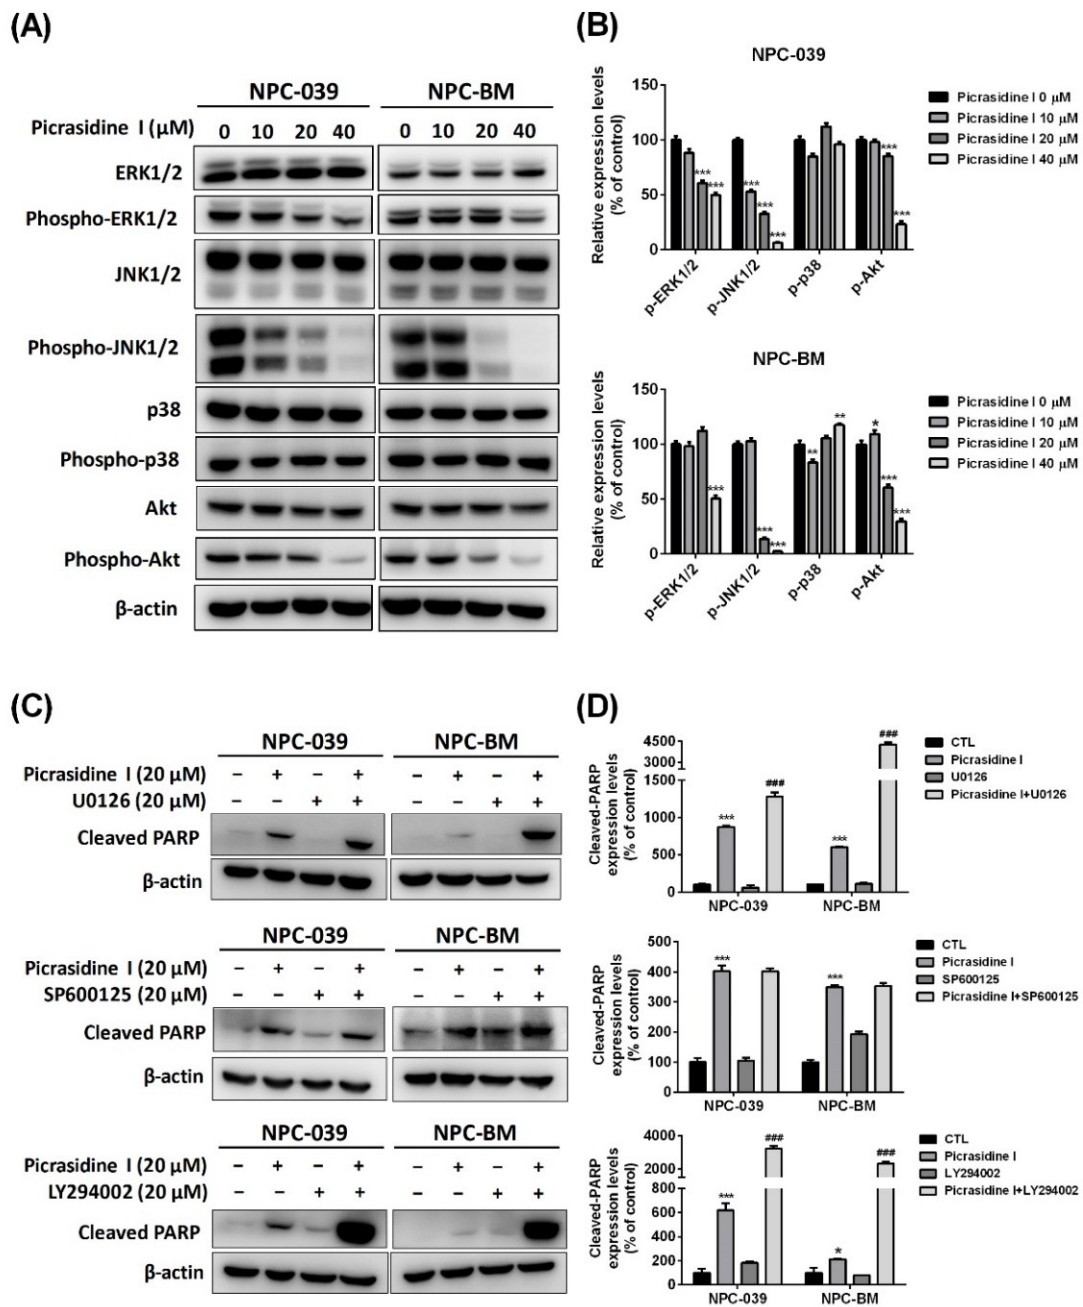 (A)
NPC-039 NPC-BM
Picrasidine I (μM) 0 10 20 40 0 10 20 40
ERK1/2
Phospho-ERK1/2
JNK1/2
Phospho-JNK1/2
p38
Phospho-p38
Akt
Phospho-Akt
β-actin
(B)
NPC-039
Relative expression levels
(% of control)
150
100
50
0
*** *** *** *** *** *** ***
p-ERK1/2 p-JNK1/2 p-p38 p-Akt
Picrasidine I 0 μM
Picrasidine I 10 μM
Picrasidine I 20 μM
Picrasidine I 40 μM
NPC-BM
Relative expression levels
(% of control)
150
100
50
0
*** *** *** ** ** * *** ***
p-ERK1/2 p-JNK1/2 p-p38 p-Akt
Picrasidine I 0 μM
Picrasidine I 10 μM
Picrasidine I 20 μM
Picrasidine I 40 μM
(C)
NPC-039 NPC-BM
Picrasidine I (20 μM) – + – + – + – +
U0126 (20 μM) – – + + – – + +
Cleaved PARP
β-actin
NPC-039 NPC-BM
Picrasidine I (20 μM) – + – + – + – +
SP600125 (20 μM) – – + + – – + +
Cleaved PARP
β-actin
NPC-039 NPC-BM
Picrasidine I (20 μM) – + – + – + – +
LY294002 (20 μM) – – + + – – + +
Cleaved PARP
β-actin
(D)
Cleaved-PARP
expression levels
(% of control)
4500
3000
1500
1000
500
0
*** ### *** ###
NPC-039 NPC-BM
CTL
Picrasidine I
U0126
Picrasidine I+U0126
Cleaved-PARP
expression levels
(% of control)
500
400
300
200
100
0
*** ***
NPC-039 NPC-BM
CTL
Picrasidine I
SP600125
Picrasidine I+SP600125
Cleaved-PARP
expression levels
(% of control)
4000
2000
800
600
400
200
0
*** ### * ###
NPC-039 NPC-BM
CTL
Picrasidine I
LY294002
Picrasidine I+LY294002